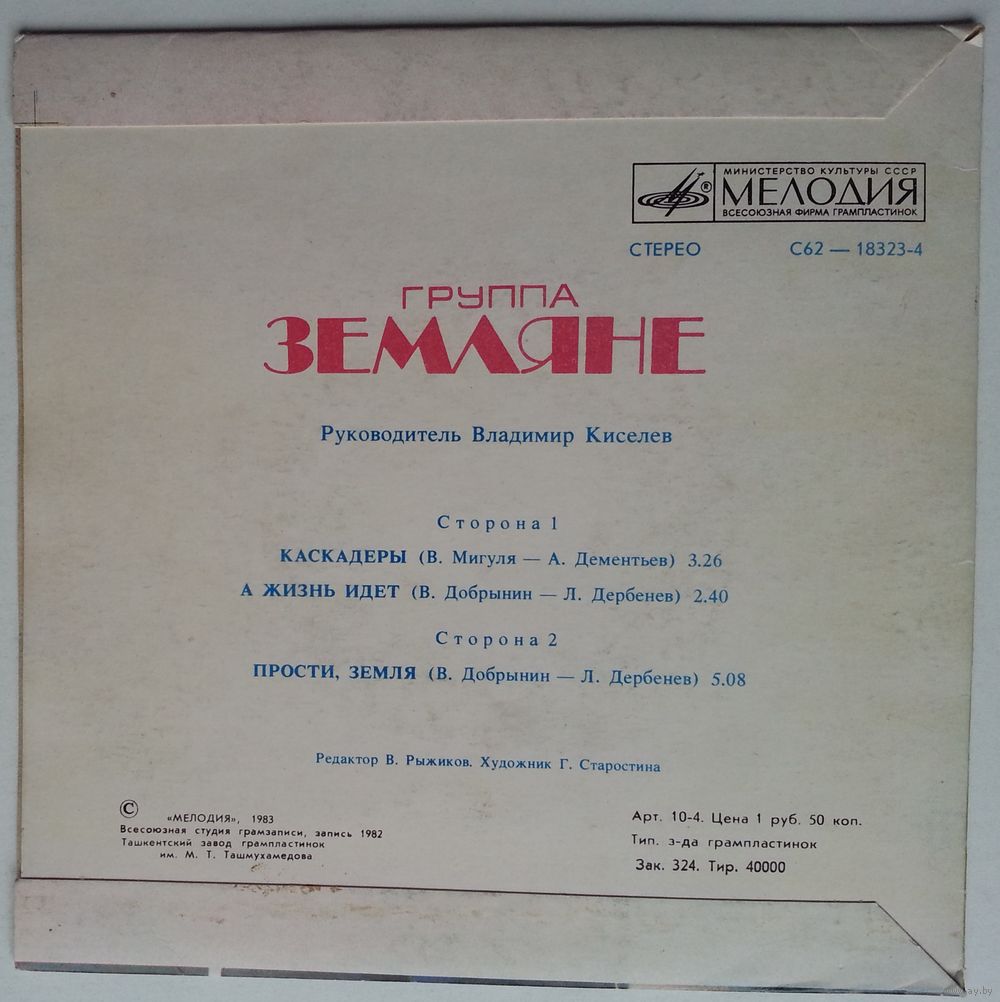 МИНИСТЕРСТВО КУЛЬТУРЫ СССР
МЕЛОДИЯ
®
ВСЕСОЮЗНАЯ ФИРМА ГРАМПЛАСТИНОК
СТЕРЕО С62 — 18323-4
ГРУППА
ЗЕМЛЯНЕ
Руководитель Владимир Киселев
Сторона 1
КАСКАДЕРЫ (В. Мигуля — А. Дементьев) 3.26
А ЖИЗНЬ ИДЕТ (В. Добрынин — Л. Дербенев) 2.40
Сторона 2
ПРОСТИ, ЗЕМЛЯ (В. Добрынин — Л. Дербенев) 5.08
Редактор В. Рыжиков. Художник Г. Старостина
© «МЕЛОДИЯ», 1983
Всесоюзная студия грамзаписи, запись 1982
Ташкентский завод грампластинок
им. М. Т. Ташмухамедова
Арт. 10-4. Цена 1 руб. 50 коп.
Тип. з-да грампластинок
Зак. 324. Тир. 40000